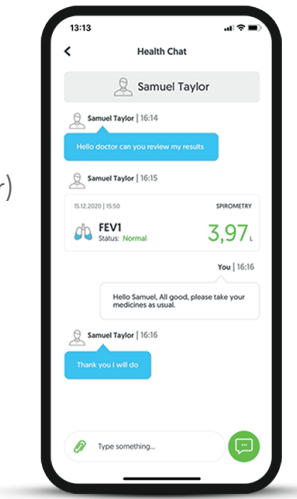 13:13
Health Chat
Samuel Taylor
Samuel Taylor | 16:14
Hello doctor can you review my results
Samuel Taylor | 16:15
15.12.2020 | 15:50 SPIROMETRY
FEV1 3,97 L
Status: Normal
You | 16:16
Hello Samuel, All good, please take your
medicines as usual.
Samuel Taylor | 16:16
Thank you I will do
Type something...